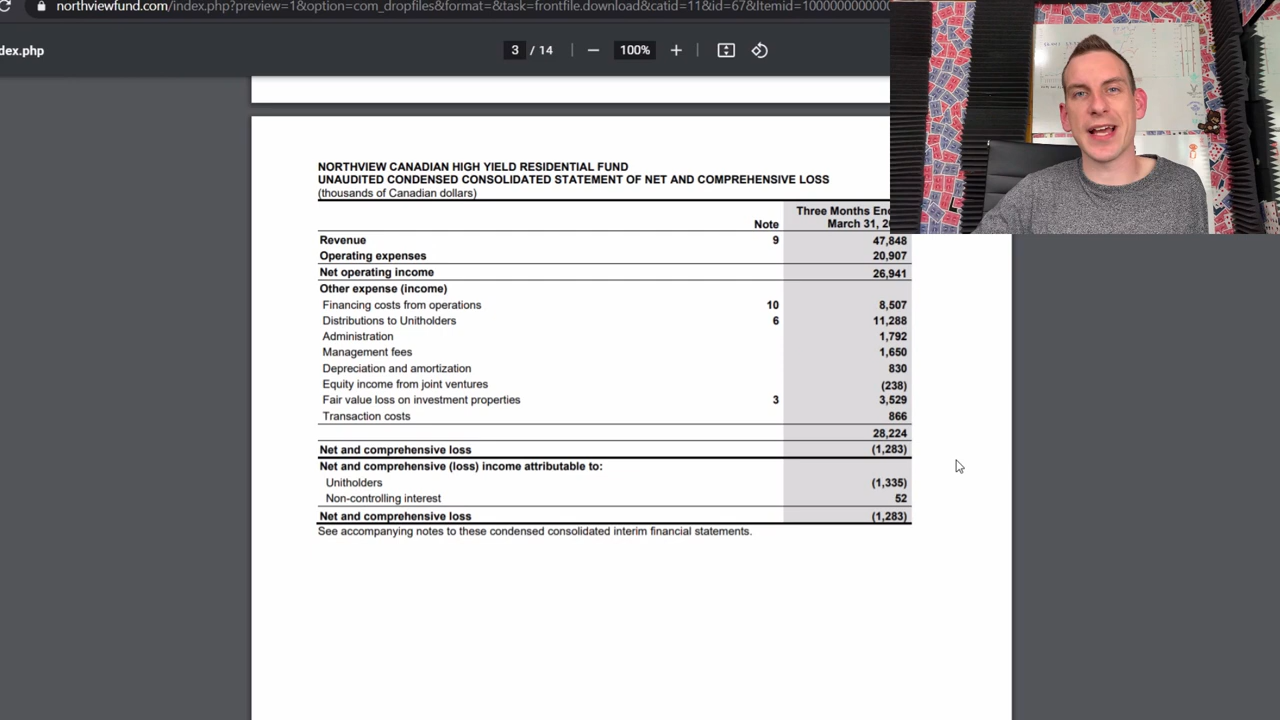 northviewfund.com/index.php?preview=1&option=com_dropfiles&format=&task=frontfile.download&catid=11&id=67&Itemid=1000000000000
dex.php
3 / 14 100%
NORTHVIEW CANADIAN HIGH YIELD RESIDENTIAL FUND
UNAUDITED CONDENSED CONSOLIDATED STATEMENT OF NET AND COMPREHENSIVE LOSS
(thousands of Canadian dollars)
Three Months
Note March 31,
Revenue 9 47,848
Operating expenses 20,907
Net operating income 26,941
Other expense (income)
Financing costs from operations 10 8,507
Distributions to Unitholders 6 11,288
Administration 1,792
Management fees 1,650
Depreciation and amortization 830
Equity income from joint ventures (238)
Fair value loss on investment properties 3 3,529
Transaction costs 866
28,224
Net and comprehensive loss (1,283)
Net and comprehensive (loss) income attributable to:
Unitholders (1,335)
Non-controlling interest 52
Net and comprehensive loss (1,283)
See accompanying notes to these condensed consolidated interim financial statements.